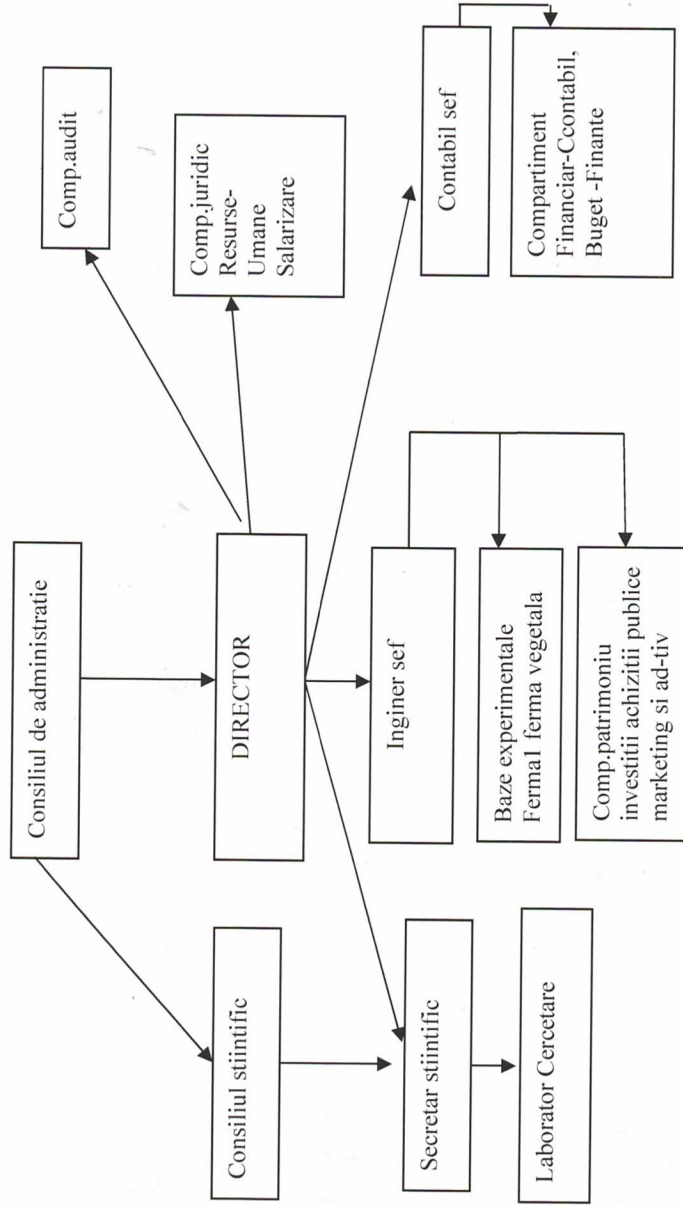 Consiliul de administratie
Comp.audit
Consiliul stiintific
DIRECTOR
Comp.juridic
Resurse-
Umane
Salarizare
Secretar stiintific
Inginer sef
Contabil sef
Laborator Cercetare
Baze experimentale
Ferma1 ferma vegetala
Compartiment
Financiar-Ccontabil,
Buget -Finante
Comp.patrimoniu
investitii achizitii publice
marketing si ad-tiv